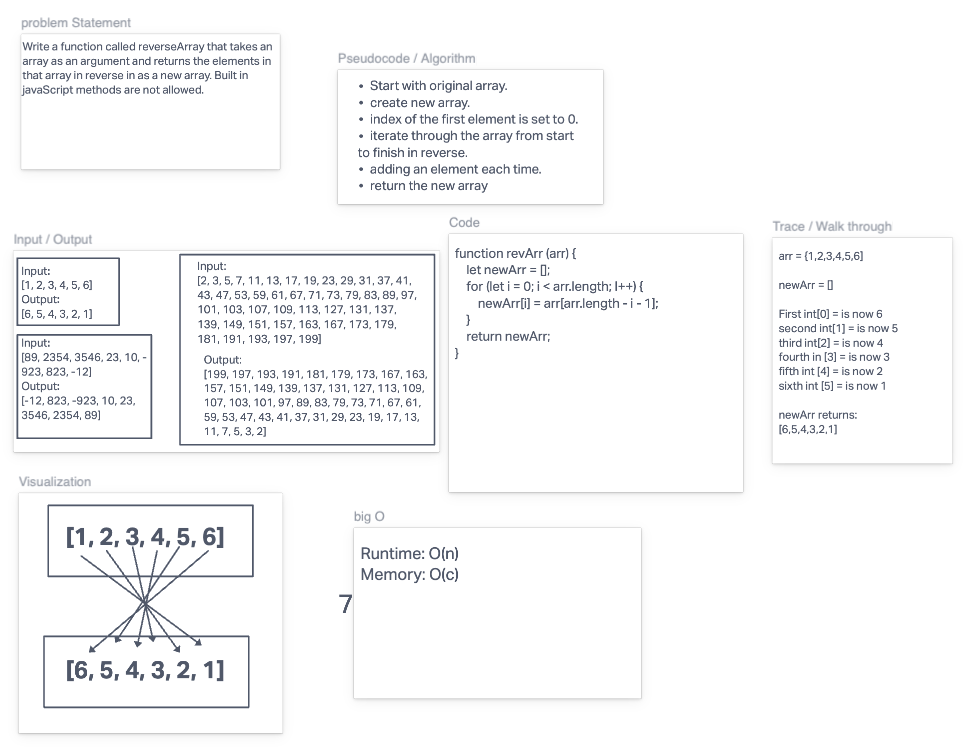 problem Statement
Write a function called reverseArray that takes an
array as an argument and returns the elements in
that array in reverse in as a new array. Built in
javaScript methods are not allowed.
Pseudocode / Algorithm
• Start with original array.
• create new array.
• index of the first element is set to 0.
• iterate through the array from start
to finish in reverse.
• adding an element each time.
• return the new array
Input / Output
Input:
[1, 2, 3, 4, 5, 6]
Output:
[6, 5, 4, 3, 2, 1]
Input:
[89, 2354, 3546, 23, 10, -
923, 823, -12]
Output:
[-12, 823, -923, 10, 23,
3546, 2354, 89]
Input:
[2, 3, 5, 7, 11, 13, 17, 19, 23, 29, 31, 37, 41,
43, 47, 53, 59, 61, 67, 71, 73, 79, 83, 89, 97,
101, 103, 107, 109, 113, 127, 131, 137,
139, 149, 151, 157, 163, 167, 173, 179,
181, 191, 193, 197, 199]
Output:
[199, 197, 193, 191, 181, 179, 173, 167, 163,
157, 151, 149, 139, 137, 131, 127, 113, 109,
107, 103, 101, 97, 89, 83, 79, 73, 71, 67, 61,
59, 53, 47, 43, 41, 37, 31, 29, 23, 19, 17, 13,
11, 7, 5, 3, 2]
Code
function revArr (arr) {
let newArr = [];
for (let i = 0; i < arr.length; I++) {
newArr[i] = arr[arr.length - i - 1];
}
return newArr;
}
Trace / Walk through
arr = {1,2,3,4,5,6]
newArr = []
First int[0] = is now 6
second int[1] = is now 5
third int[2] = is now 4
fourth in [3] = is now 3
fifth int [4] = is now 2
sixth int [5] = is now 1
newArr returns:
[6,5,4,3,2,1]
Visualization
[1, 2, 3, 4, 5, 6]
[6, 5, 4, 3, 2, 1]
big O
Runtime: O(n)
Memory: O(c)
7